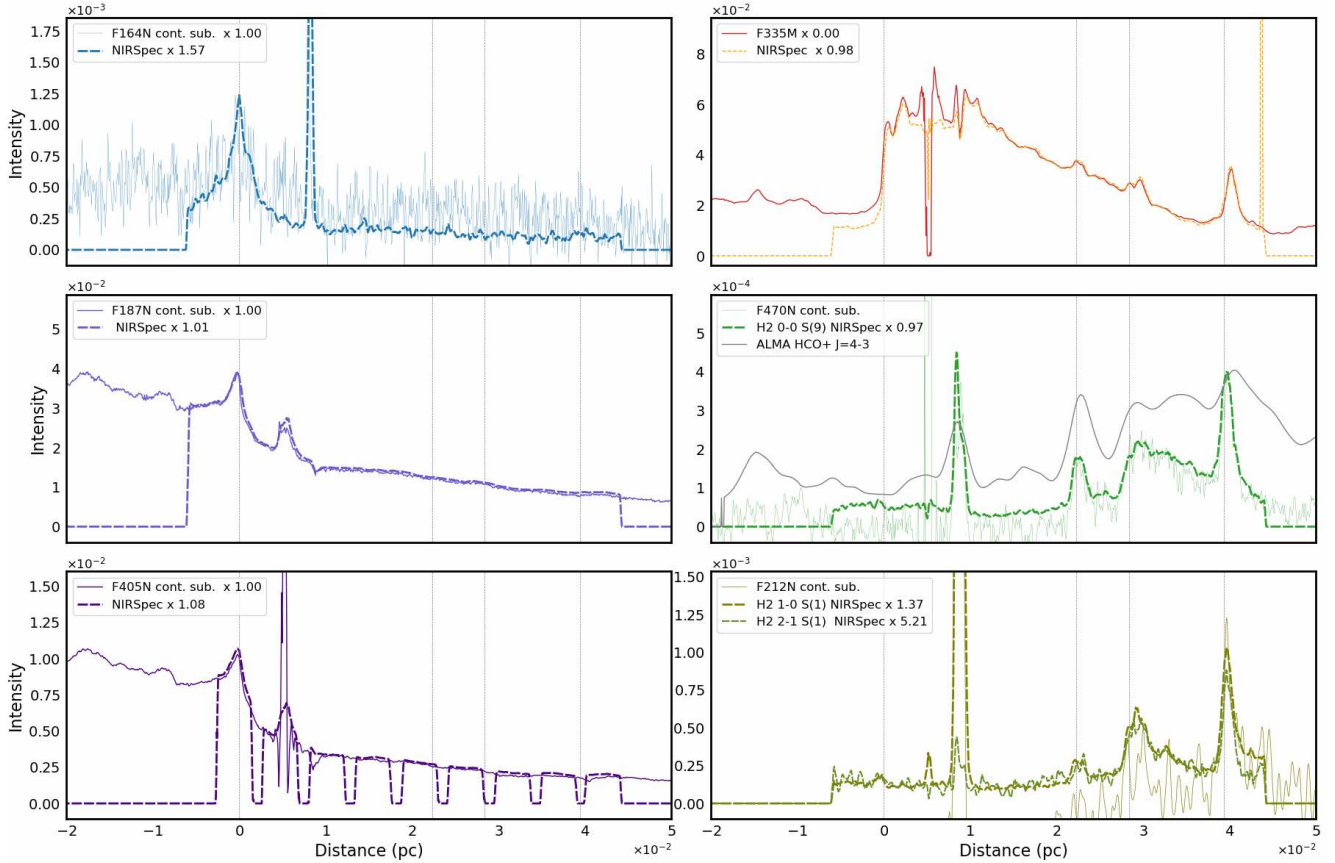 ×10⁻³
F164N cont. sub. x 1.00
NIRSpec x 1.57
1.75
1.50
1.25
1.00
0.75
0.50
0.25
0.00
Intensity
×10⁻²
F335M x 0.00
NIRSpec x 0.98
8
6
4
2
0
×10⁻²
F187N cont. sub. x 1.00
NIRSpec x 1.01
5
4
3
2
1
0
Intensity
×10⁻⁴
F470N cont. sub.
H2 0-0 S(9) NIRSpec x 0.97
ALMA HCO+ J=4-3
5
4
3
2
1
0
×10⁻²
F405N cont. sub. x 1.00
NIRSpec x 1.08
1.50
1.25
1.00
0.75
0.50
0.25
0.00
Intensity
−2 −1 0 1 2 3 4 5
Distance (pc)
×10⁻²
×10⁻³
F212N cont. sub.
H2 1-0 S(1) NIRSpec x 1.37
H2 2-1 S(1) NIRSpec x 5.21
1.50
1.25
1.00
0.75
0.50
0.25
0.00
−2 −1 0 1 2 3 4 5
Distance (pc)
×10⁻²